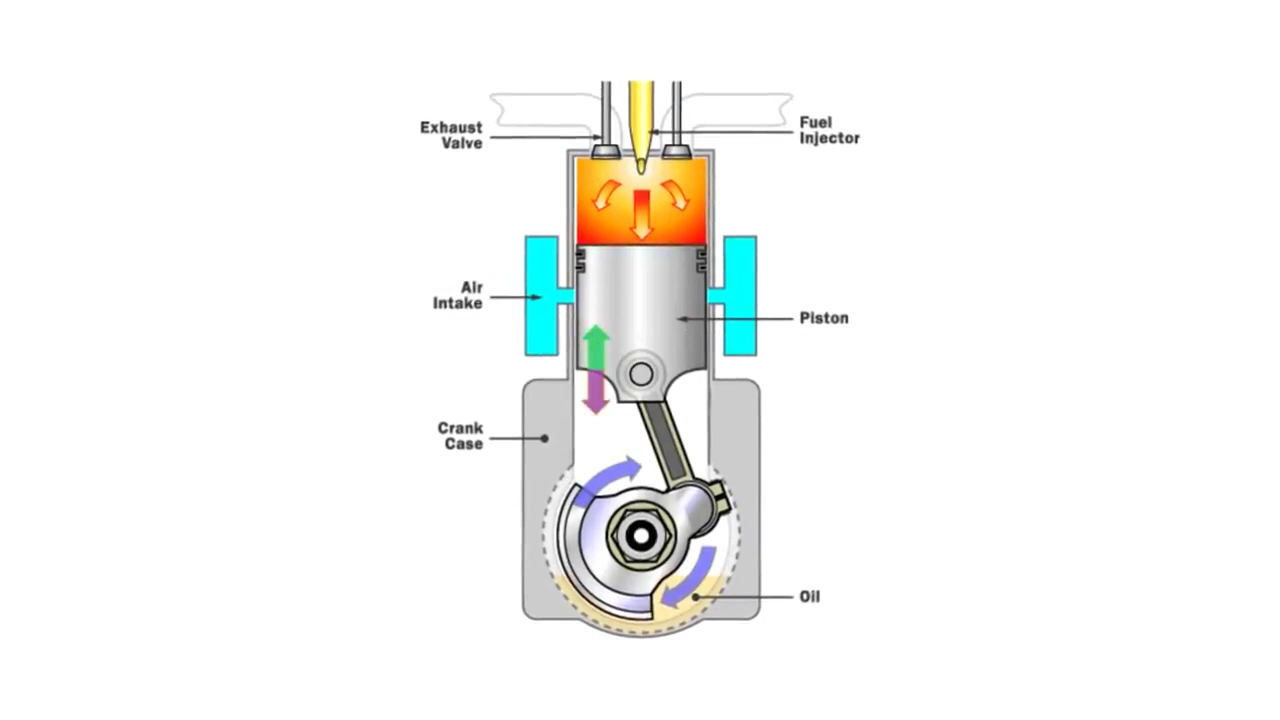 Exhaust
Valve
Fuel
Injector
Air
Intake
Piston
Crank
Case
Oil